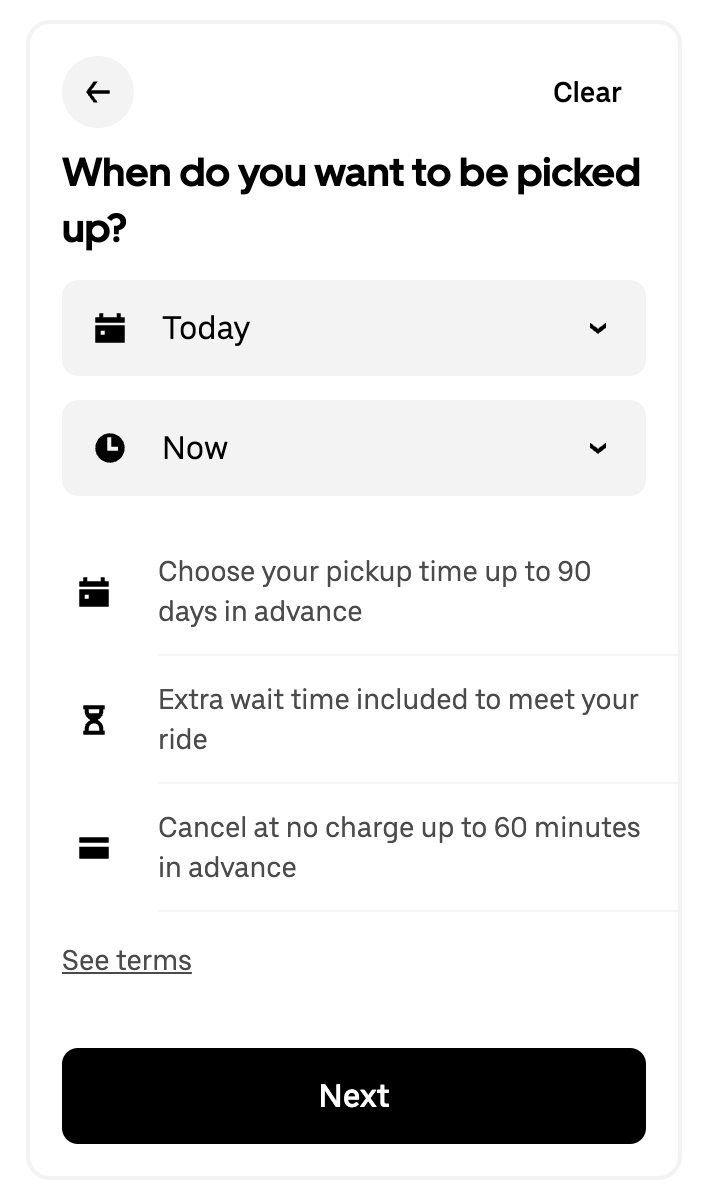 Clear
When do you want to be picked
up?
Today
Now
Choose your pickup time up to 90
days in advance
Extra wait time included to meet your
ride
Cancel at no charge up to 60 minutes
in advance
See terms
Next